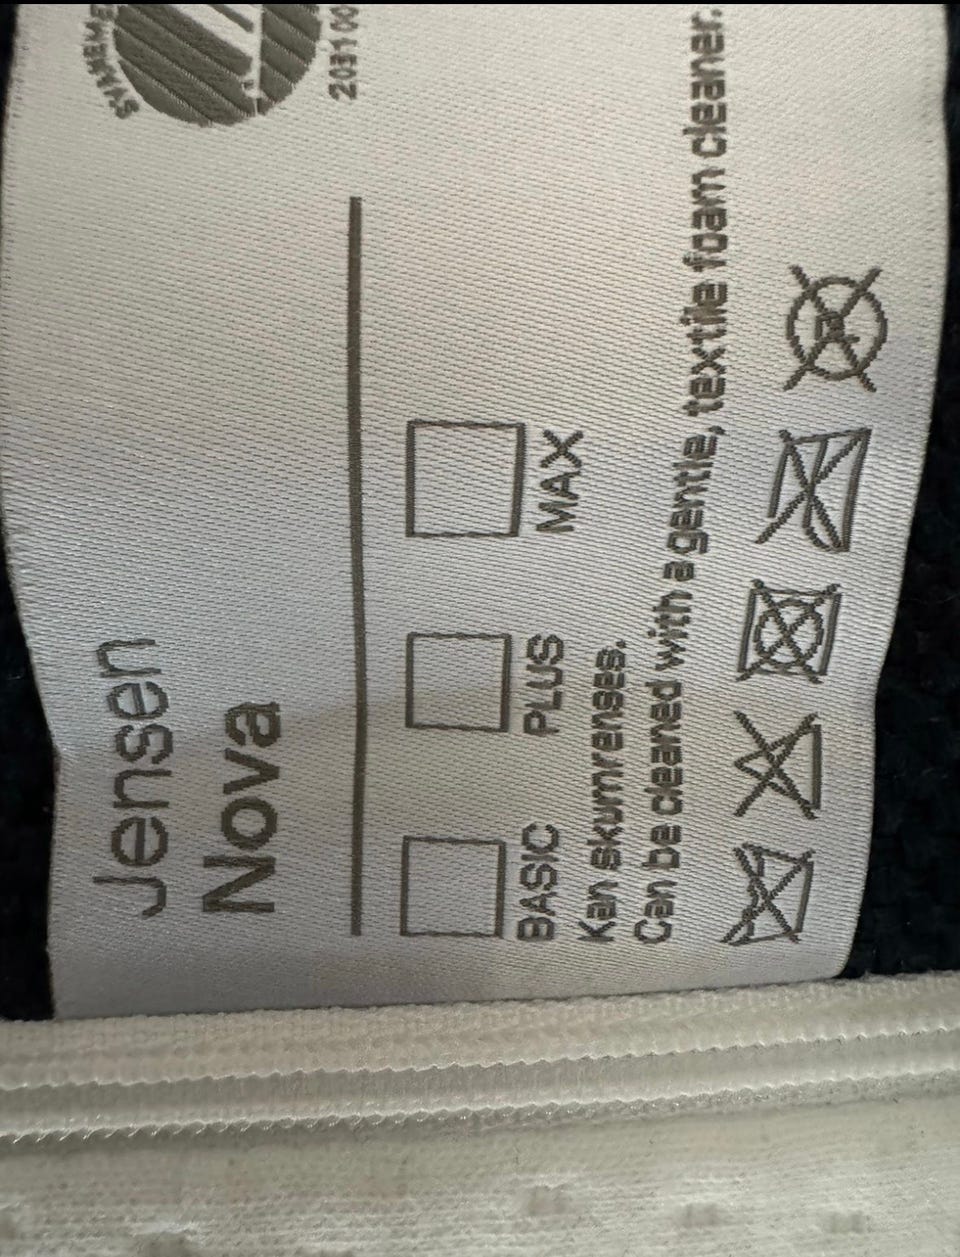 Jensen
Nova
BASIC PLUS MAX
Kan skumrenses.
Can be cleaned with a gentle, textile foam cleaner.